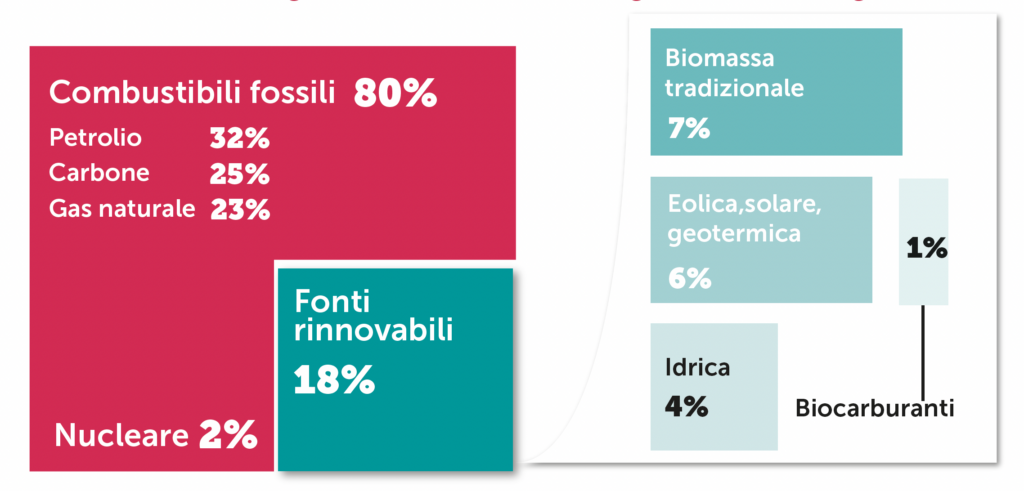 Combustibili fossili 80%
Petrolio 32%
Carbone 25%
Gas naturale 23%
Nucleare 2%
Fonti
rinnovabili
18%
Biomassa
tradizionale
7%
Eolica,solare,
geotermica
6%
1%
Idrica
4%
Biocarburanti